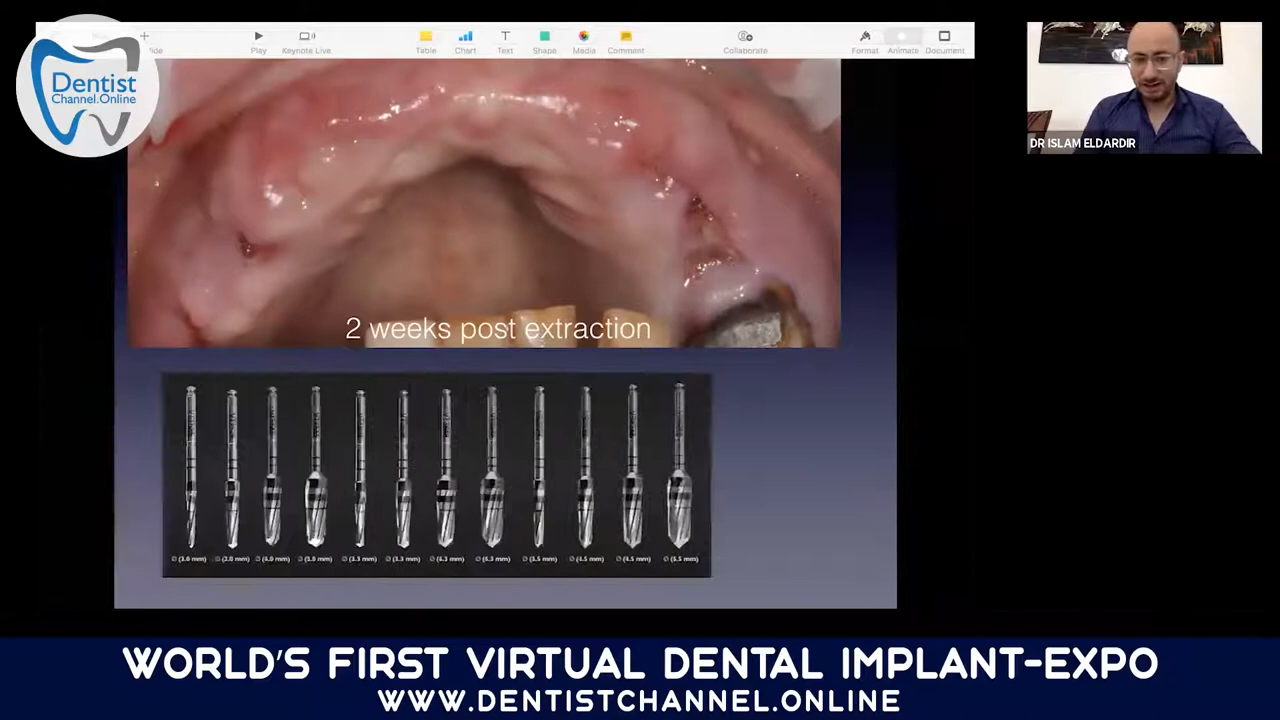 Dentist
Channel.Online
Play
Keynote Live
Table
Chart
Text
Shape
Media
Comment
Collaborate
Format
Animate
Document
DR ISLAM ELDARDIR
2 weeks post extraction
WORLD'S FIRST VIRTUAL DENTAL IMPLANT-EXPO
WWW.DENTISTCHANNEL.ONLINE